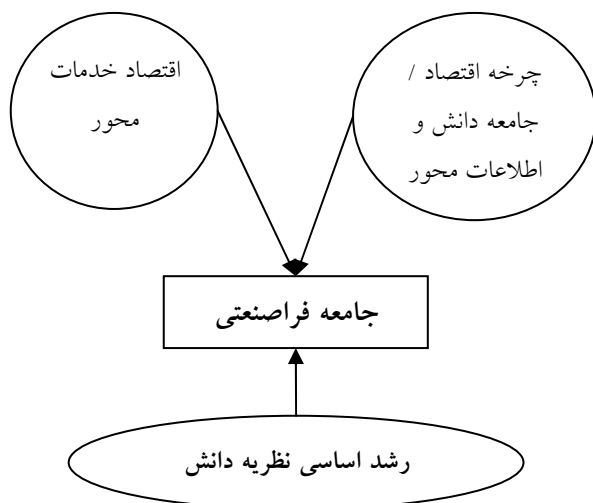 چرخه اقتصاد /
جامعه دانش و
اطلاعات محور
اقتصاد خدمات
محور
جامعه فراصنعتی
رشد اساسی نظریه دانش